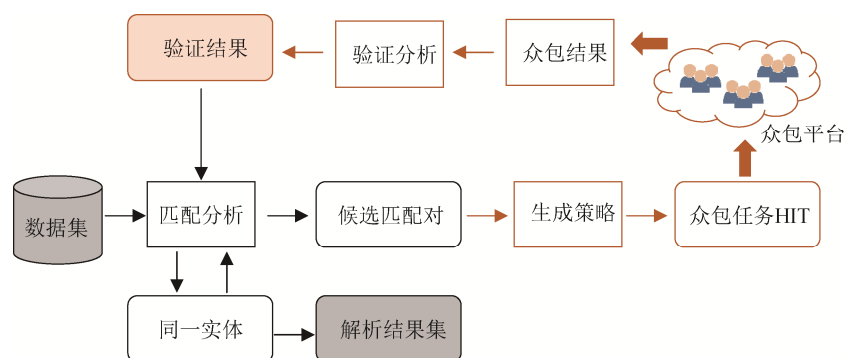 验证结果
验证分析
众包结果
众包平台
数据集
匹配分析
候选匹配对
生成策略
众包任务HIT
同一实体
解析结果集